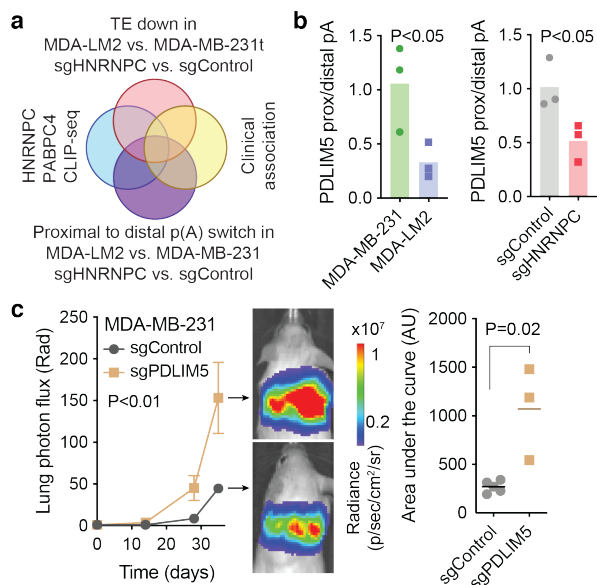 a
TE down in
MDA-LM2 vs. MDA-MB-231t
sgHNRNPC vs. sgControl
HNRNPC
PABPC4
CLIP-seq
Clinical
association
Proximal to distal p(A) switch in
MDA-LM2 vs. MDA-MB-231
sgHNRNPC vs. sgControl
b
PDLIM5 prox/distal pA
1.5
1.0
0.5
0.0
P<0.05
MDA-MB-231
MDA-LM2
PDLIM5 prox/distal pA
1.5
1.0
0.5
0.0
P<0.05
sgControl
sgHNRNPC
c
Lung photon flux (Rad)
250
200
150
100
50
0
MDA-MB-231
sgControl
sgPDLIM5
P<0.01
0 10 20 30
Time (days)
x10⁷
1
0.2
Radiance
(p/sec/cm²/sr)
Area under the curve (AU)
2000
1500
1000
500
0
P=0.02
sgControl
sgPDLIM5